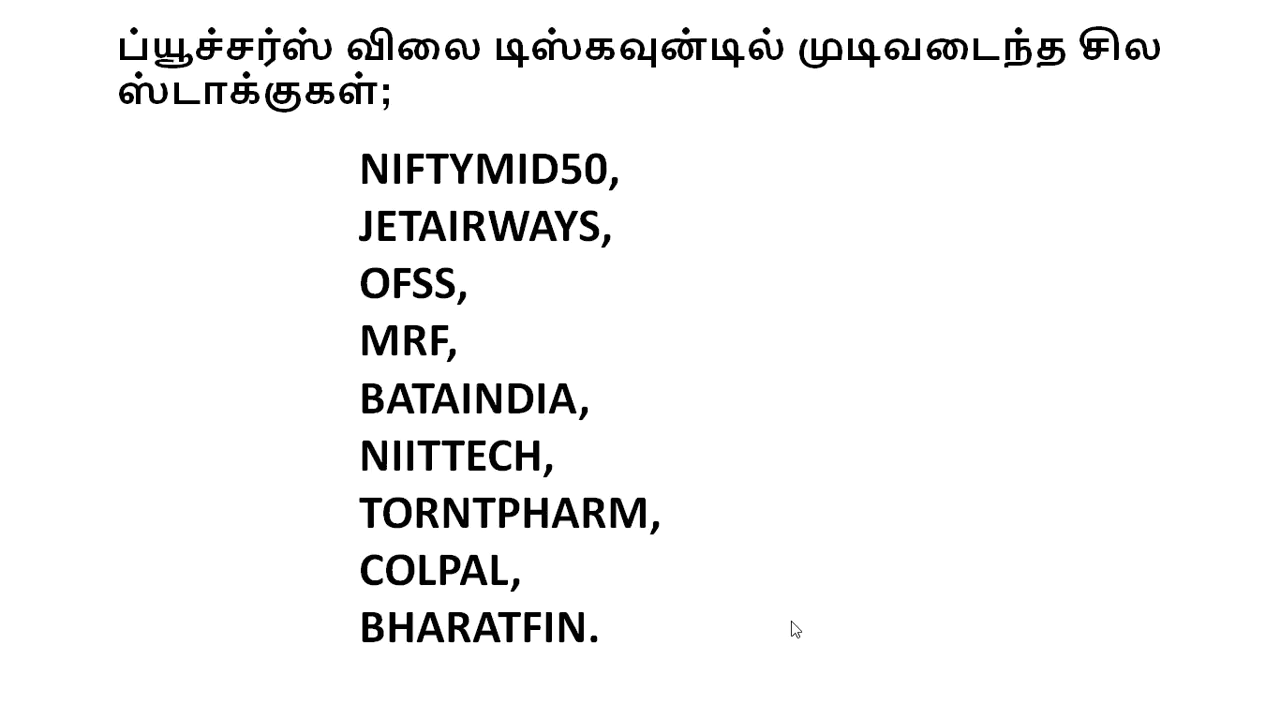 ப்யூச்சர்ஸ் விலை டிஸ்கவுன்டில் முடிவடைந்த சில
ஸ்டாக்குகள்;
NIFTYMID50,
JETAIRWAYS,
OFSS,
MRF,
BATAINDIA,
NIITTECH,
TORNTPHARM,
COLPAL,
BHARATFIN.